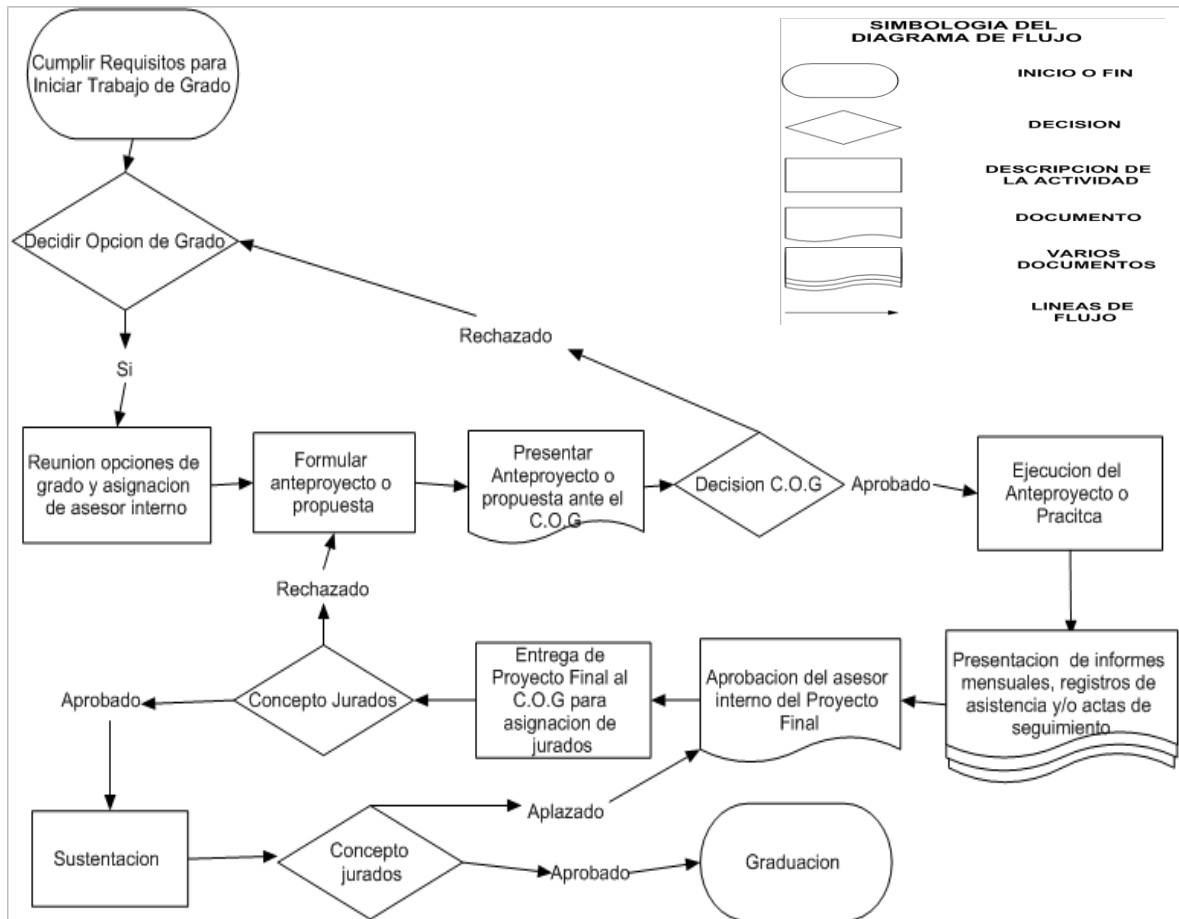 SIMBOLOGIA DEL
DIAGRAMA DE FLUJO
INICIO O FIN
DECISION
DESCRIPCION DE
LA ACTIVIDAD
DOCUMENTO
VARIOS
DOCUMENTOS
LINEAS DE
FLUJO
Cumplir Requisitos para
Iniciar Trabajo de Grado
Decidir Opcion de Grado
Si
Rechazado
Reunion opciones de
grado y asignacion
de asesor interno
Formular
anteproyecto o
propuesta
Presentar
Anteproyecto o
propuesta ante el
C.O.G
Decision C.O.G
Aprobado
Ejecucion del
Anteproyecto o
Pracitca
Rechazado
Presentacion de informes
mensuales, registros de
asistencia y/o actas de
seguimiento
Aprobacion del asesor
interno del Proyecto
Final
Entrega de
Proyecto Final al
C.O.G para
asignacion de
jurados
Concepto Jurados
Aprobado
Sustentacion
Concepto
jurados
Aplazado
Aprobado
Graduacion